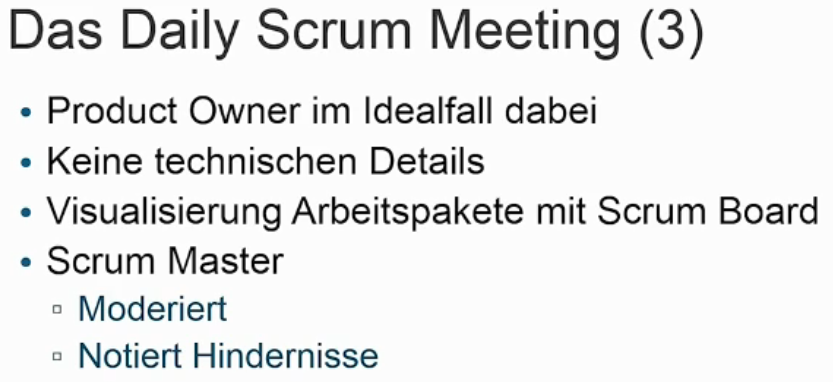 Das Daily Scrum Meeting (3)
• Product Owner im Idealfall dabei
• Keine technischen Details
• Visualisierung Arbeitspakete mit Scrum Board
• Scrum Master
▫ Moderiert
▫ Notiert Hindernisse